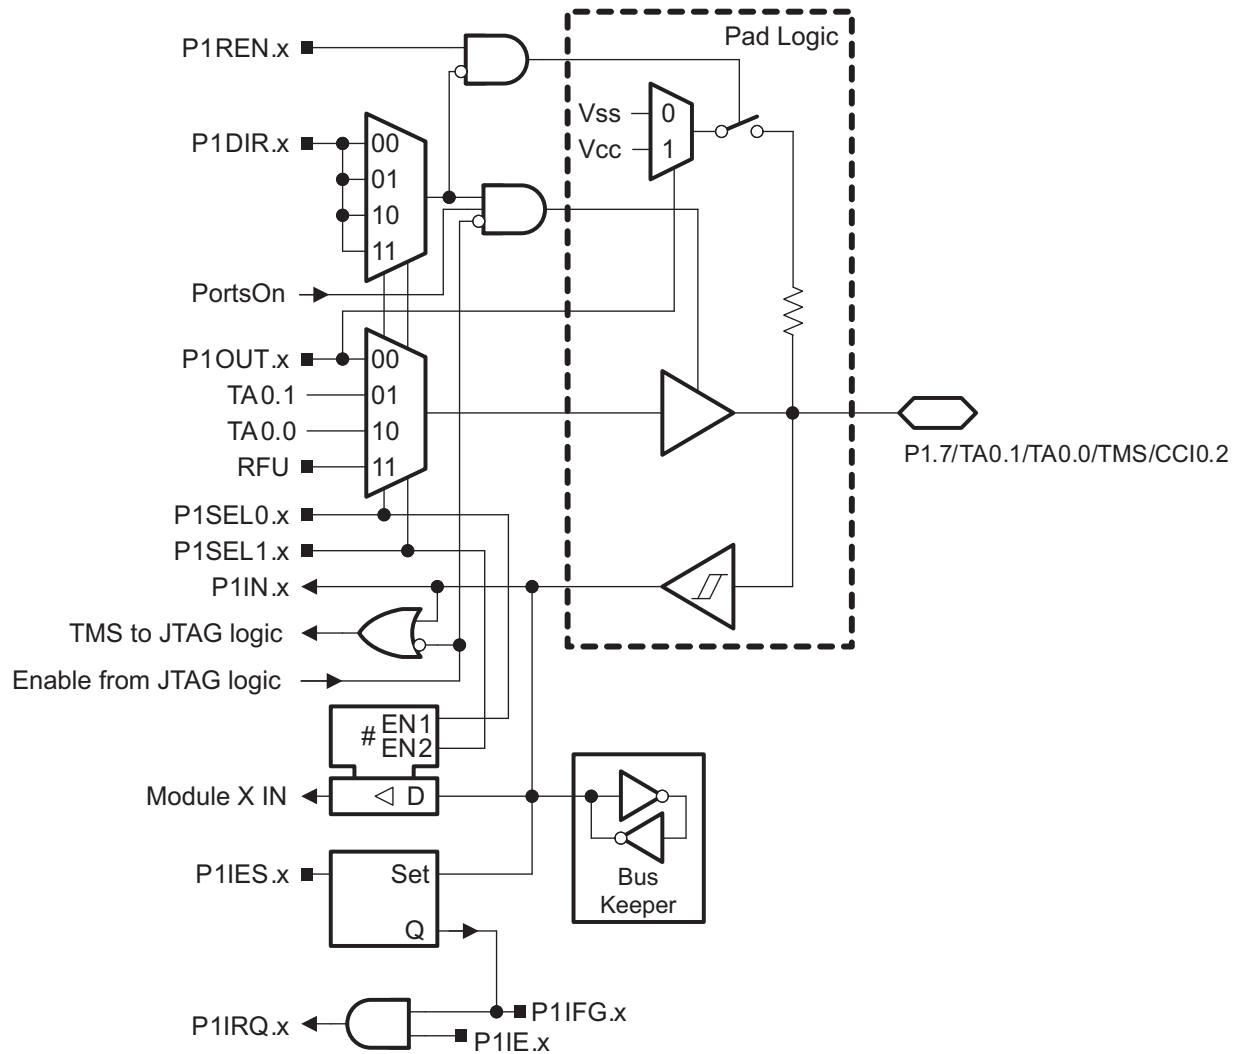 Pad Logic
P1REN.x
Vss
0
Vcc
1
P1DIR.x
00
01
10
11
PortsOn
P1OUT.x
00
TA0.1
01
TA0.0
10
RFU
11
P1.7/TA0.1/TA0.0/TMS/CCI0.2
P1SEL0.x
P1SEL1.x
P1IN.x
TMS to JTAG logic
Enable from JTAG logic
# EN1
EN2
Module X IN
D
P1IES.x
Set
Q
Bus
Keeper
P1IRQ.x
P1IFG.x
P1IE.x